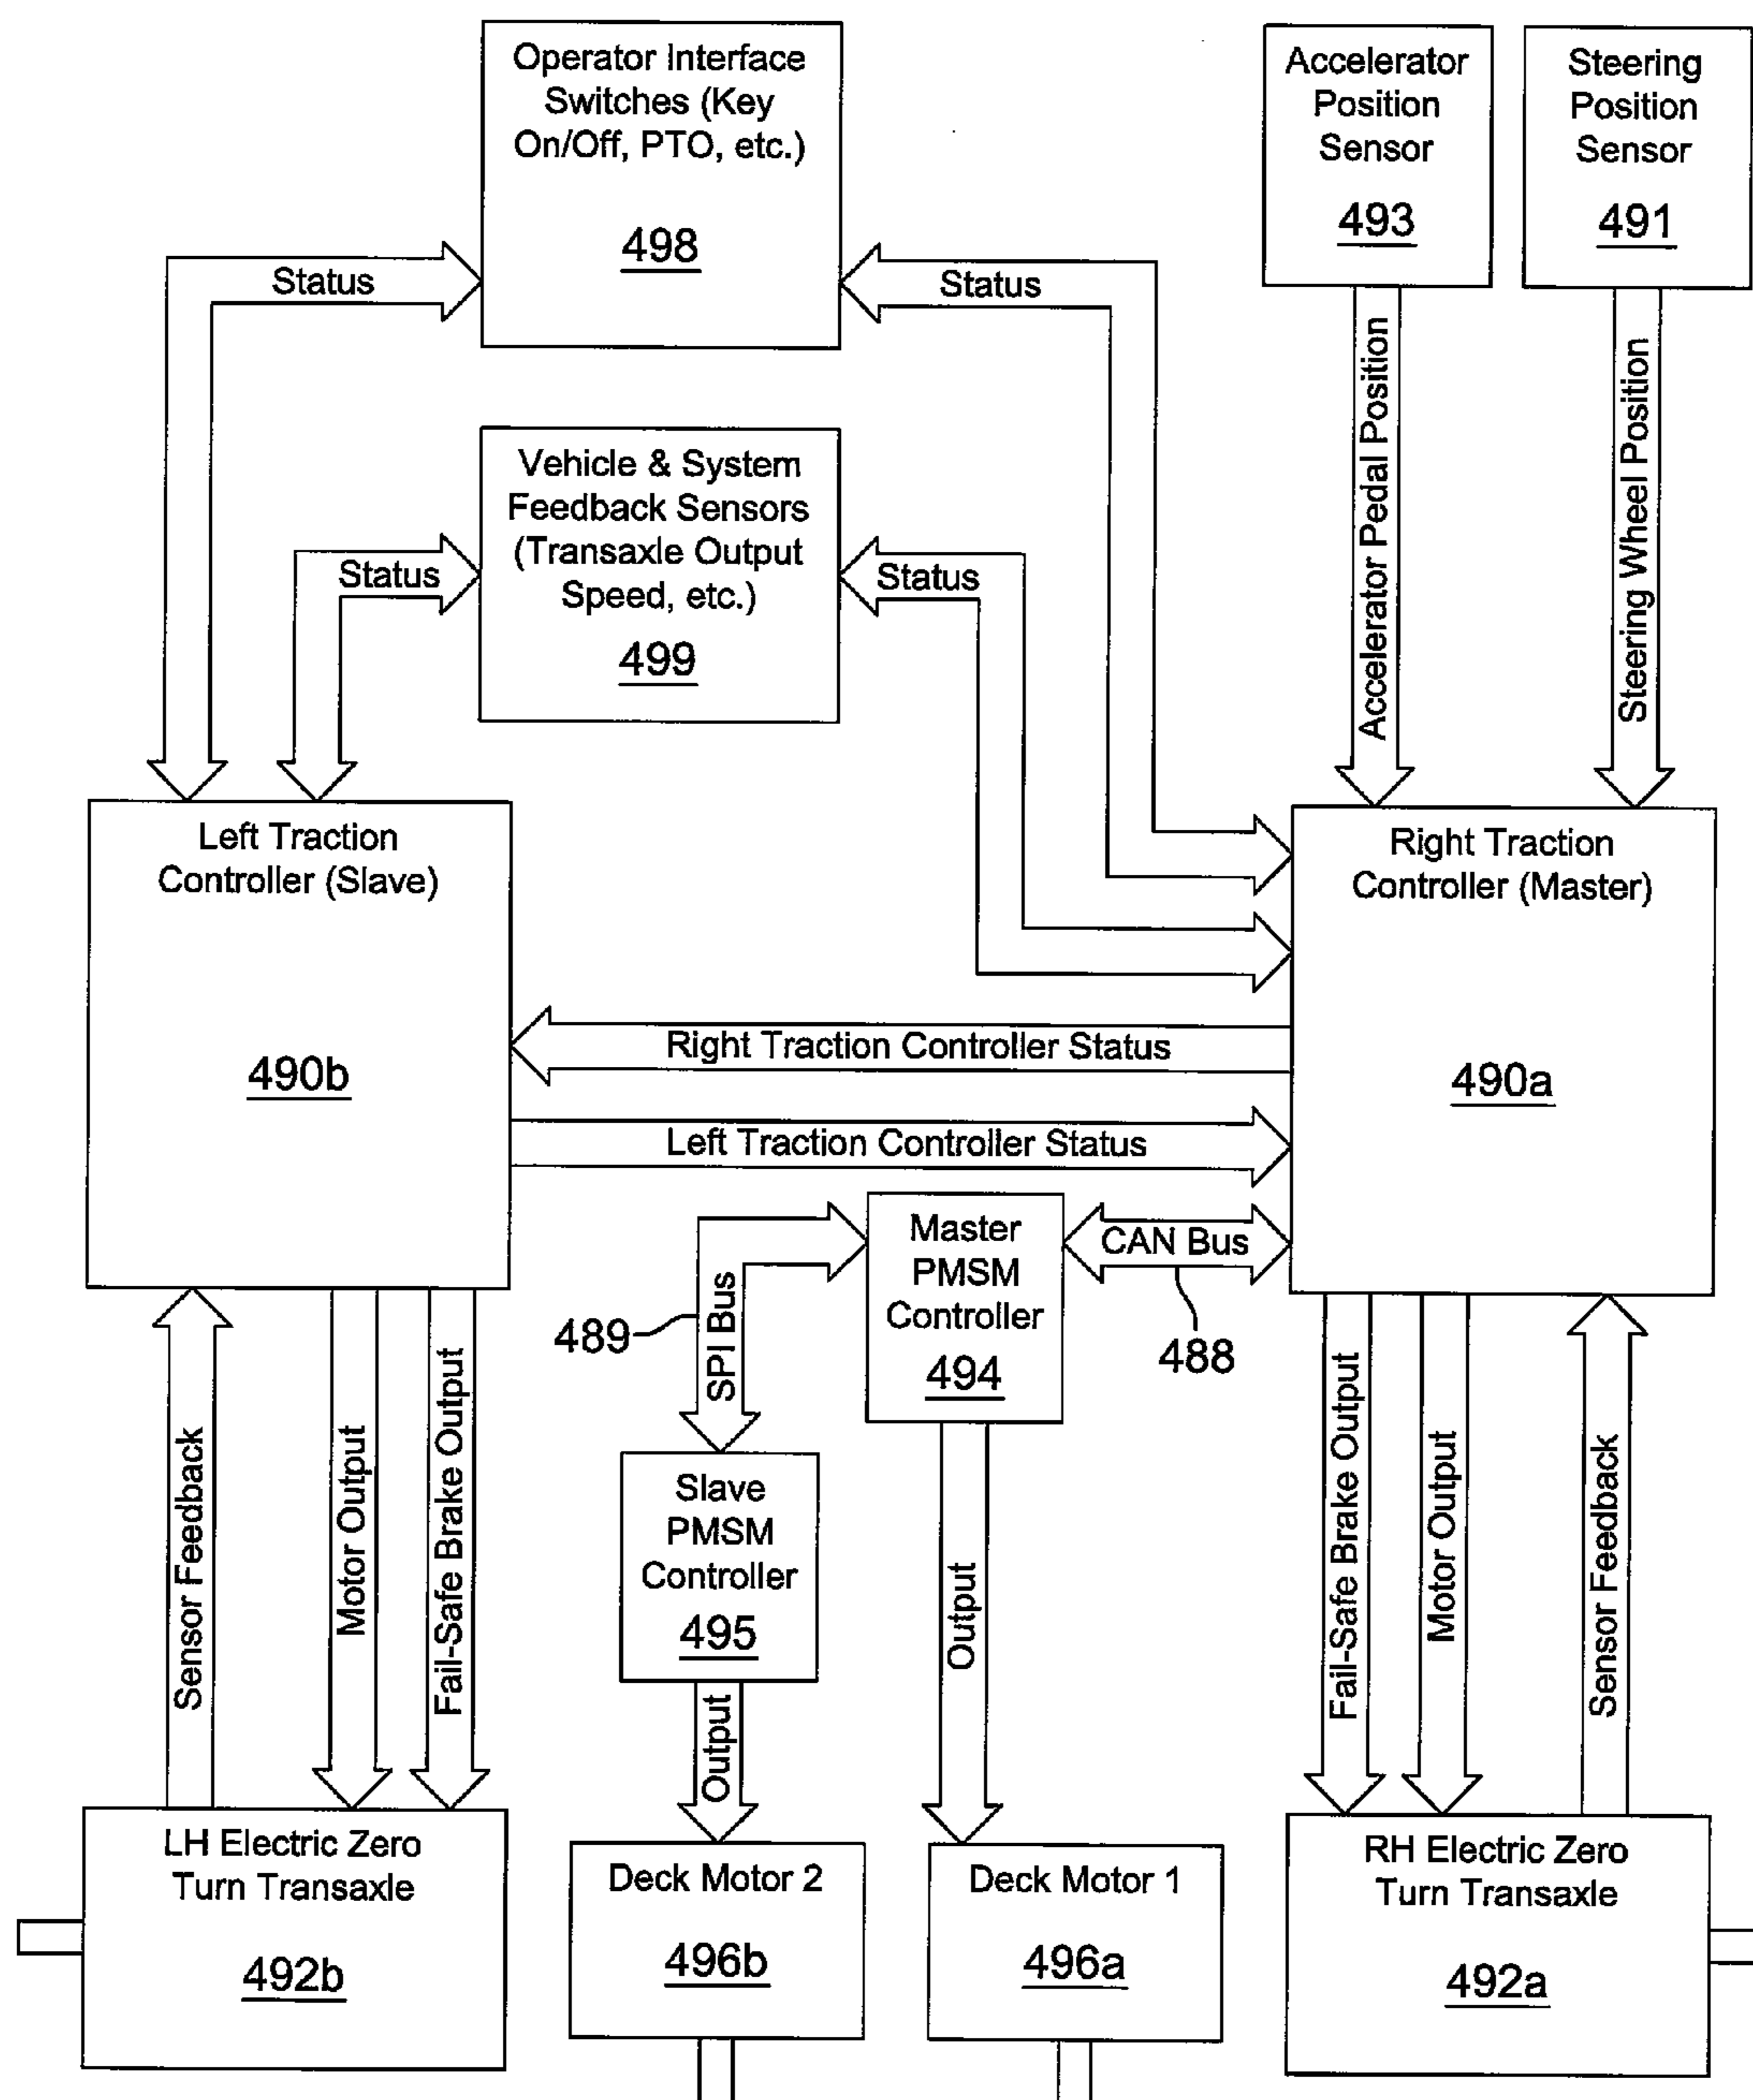 Operator Interface
Switches (Key
On/Off, PTO, etc.)
498
Accelerator
Position
Sensor
493
Steering
Position
Sensor
491
Status
Status
Accelerator Pedal Position
Steering Wheel Position
Vehicle & System
Feedback Sensors
(Transaxle Output
Speed, etc.)
499
Status
Status
Left Traction
Controller (Slave)
490b
Right Traction
Controller (Master)
490a
Right Traction Controller Status
Left Traction Controller Status
Master
PMSM
Controller
494
CAN Bus
488
489
SPI Bus
Slave
PMSM
Controller
495
Sensor Feedback
Motor Output
Fail-Safe Brake Output
Output
Output
Fail-Safe Brake Output
Motor Output
Sensor Feedback
LH Electric Zero
Turn Transaxle
492b
Deck Motor 2
496b
Deck Motor 1
496a
RH Electric Zero
Turn Transaxle
492a